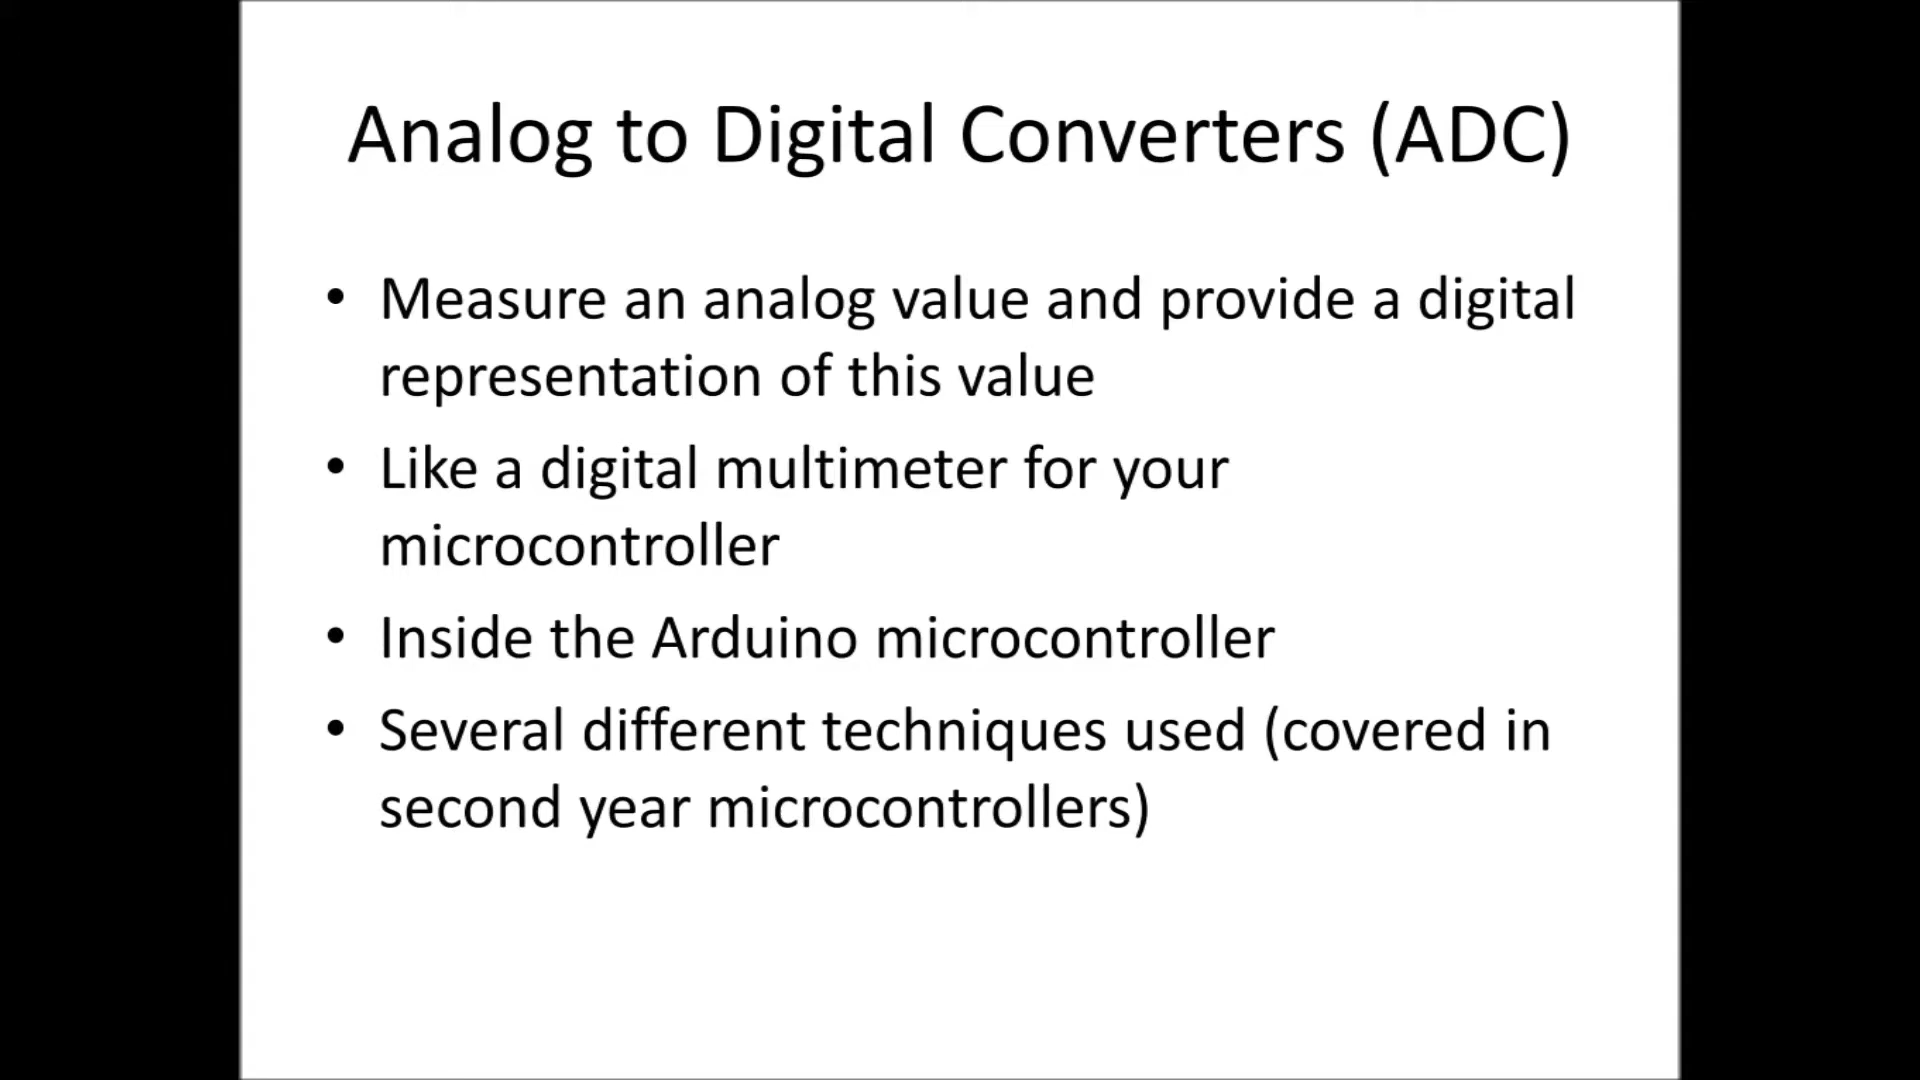 Analog to Digital Converters (ADC)
• Measure an analog value and provide a digital
representation of this value
• Like a digital multimeter for your
microcontroller
• Inside the Arduino microcontroller
• Several different techniques used (covered in
second year microcontrollers)